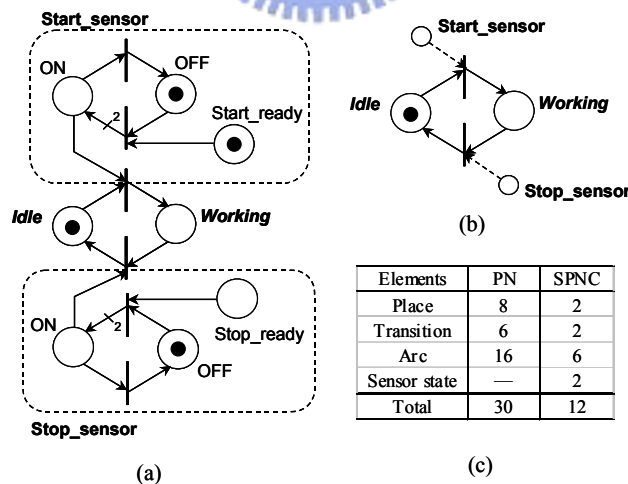 Start_sensor
ON
OFF
2
Start_ready
Idle
Working
ON
2
Stop_ready
OFF
Stop_sensor
(a)
Start_sensor
Idle
Working
Stop_sensor
(b)
Elements PN SPNC
Place 8 2
Transition 6 2
Arc 16 6
Sensor state — 2
Total 30 12
(c)